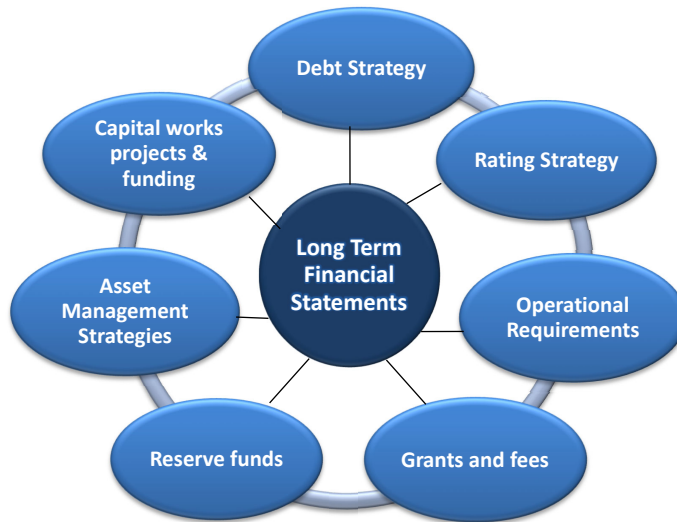 Debt Strategy
Capital works
projects &
funding
Rating Strategy
Long Term
Financial
Statements
Asset
Management
Strategies
Operational
Requirements
Reserve funds
Grants and fees